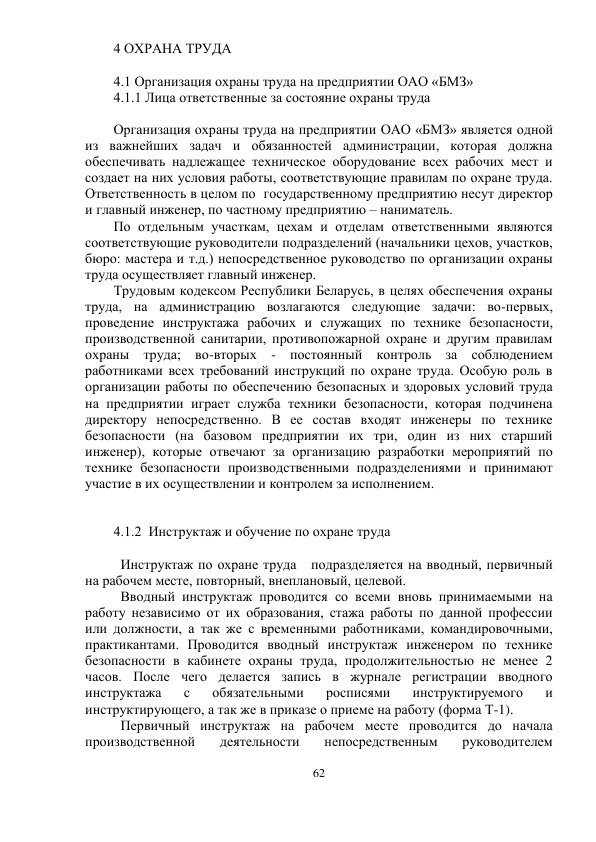 4 ОХРАНА ТРУДА
4.1 Организация охраны труда на предприятии ОАО «БМЗ»
4.1.1 Лица ответственные за состояние охраны труда
Организация охраны труда на предприятии ОАО «БМЗ» является одной
из важнейших задач и обязанностей администрации, которая должна
обеспечивать надлежащее техническое оборудование всех рабочих мест и
создает на них условия работы, соответствующие правилам по охране труда.
Ответственность в целом по государственному предприятию несут директор
и главный инженер, по частному предприятию – наниматель.
По отдельным участкам, цехам и отделам ответственными являются
соответствующие руководители подразделений (начальники цехов, участков,
бюро: мастера и т.д.) непосредственное руководство по организации охраны
труда осуществляет главный инженер.
Трудовым кодексом Республики Беларусь, в целях обеспечения охраны
труда, на администрацию возлагаются следующие задачи: во-первых,
проведение инструктажа рабочих и служащих по технике безопасности,
производственной санитарии, противопожарной охране и другим правилам
охраны труда; во-вторых - постоянный контроль за соблюдением
работниками всех требований инструкций по охране труда. Особую роль в
организации работы по обеспечению безопасных и здоровых условий труда
на предприятии играет служба техники безопасности, которая подчинена
директору непосредственно. В ее состав входят инженеры по технике
безопасности (на базовом предприятии их три, один из них старший
инженер), которые отвечают за организацию разработки мероприятий по
технике безопасности производственными подразделениями и принимают
участие в их осуществлении и контролем за исполнением.
4.1.2 Инструктаж и обучение по охране труда
Инструктаж по охране труда подразделяется на вводный, первичный
на рабочем месте, повторный, внеплановый, целевой.
Вводный инструктаж проводится со всеми вновь принимаемыми на
работу независимо от их образования, стажа работы по данной профессии
или должности, а так же с временными работниками, командировочными,
практикантами. Проводится вводный инструктаж инженером по технике
безопасности в кабинете охраны труда, продолжительностью не менее 2
часов. После чего делается запись в журнале регистрации вводного
инструктажа с обязательными росписями инструктируемого и
инструктирующего, а так же в приказе о приеме на работу (форма Т-1).
Первичный инструктаж на рабочем месте проводится до начала
производственной деятельности непосредственным руководителем
62